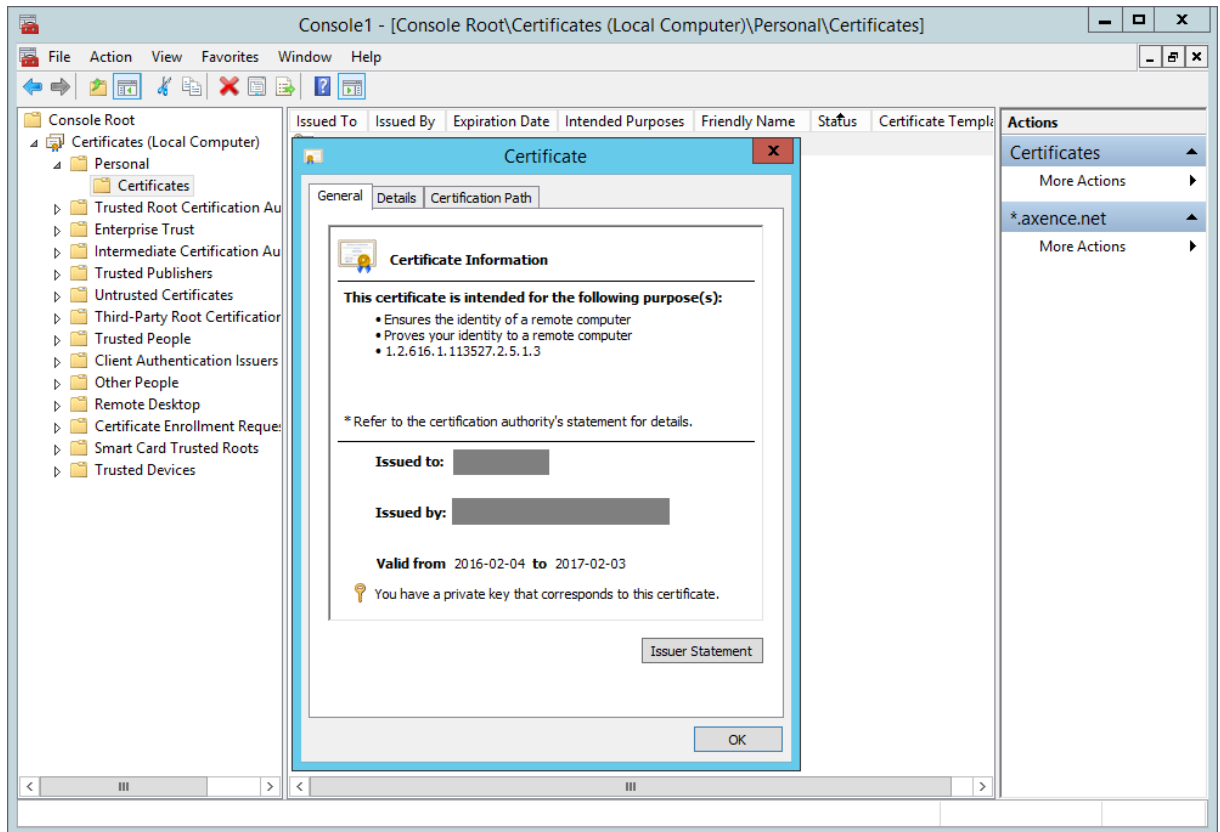 Console1 - [Console Root\Certificates (Local Computer)\Personal\Certificates]
File Action View Favorites Window Help
Console Root
Certificates (Local Computer)
Personal
Certificates
Trusted Root Certification Au
Enterprise Trust
Intermediate Certification Au
Trusted Publishers
Untrusted Certificates
Third-Party Root Certification
Trusted People
Client Authentication Issuers
Other People
Remote Desktop
Certificate Enrollment Reques
Smart Card Trusted Roots
Trusted Devices
Issued To Issued By Expiration Date Intended Purposes Friendly Name Status Certificate Templa
Certificate
General Details Certification Path
Certificate Information
This certificate is intended for the following purpose(s):
• Ensures the identity of a remote computer
• Proves your identity to a remote computer
• 1.2.616.1.113527.2.5.1.3
* Refer to the certification authority's statement for details.
Issued to:
Issued by:
Valid from 2016-02-04 to 2017-02-03
You have a private key that corresponds to this certificate.
Issuer Statement
OK
Actions
Certificates
More Actions
*.axence.net
More Actions